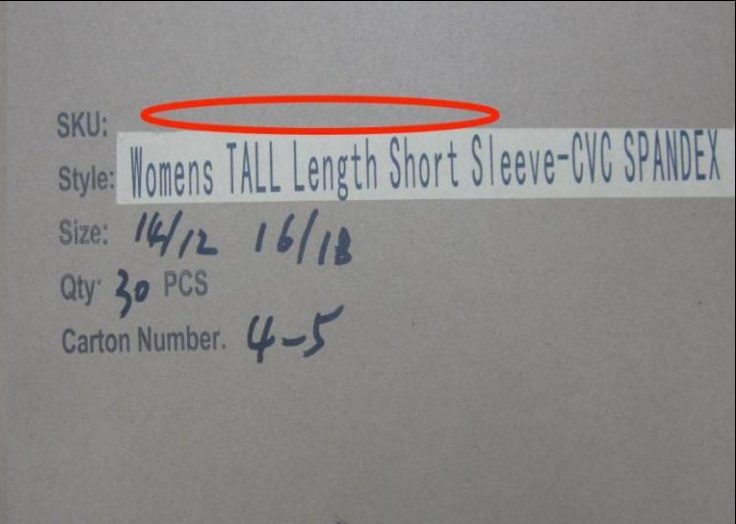 SKU:
Style: Womens TALL Length Short Sleeve-CVC SPANDEX
Size: 14/12 16/18
Qty: 30 PCS
Carton Number. 4-5